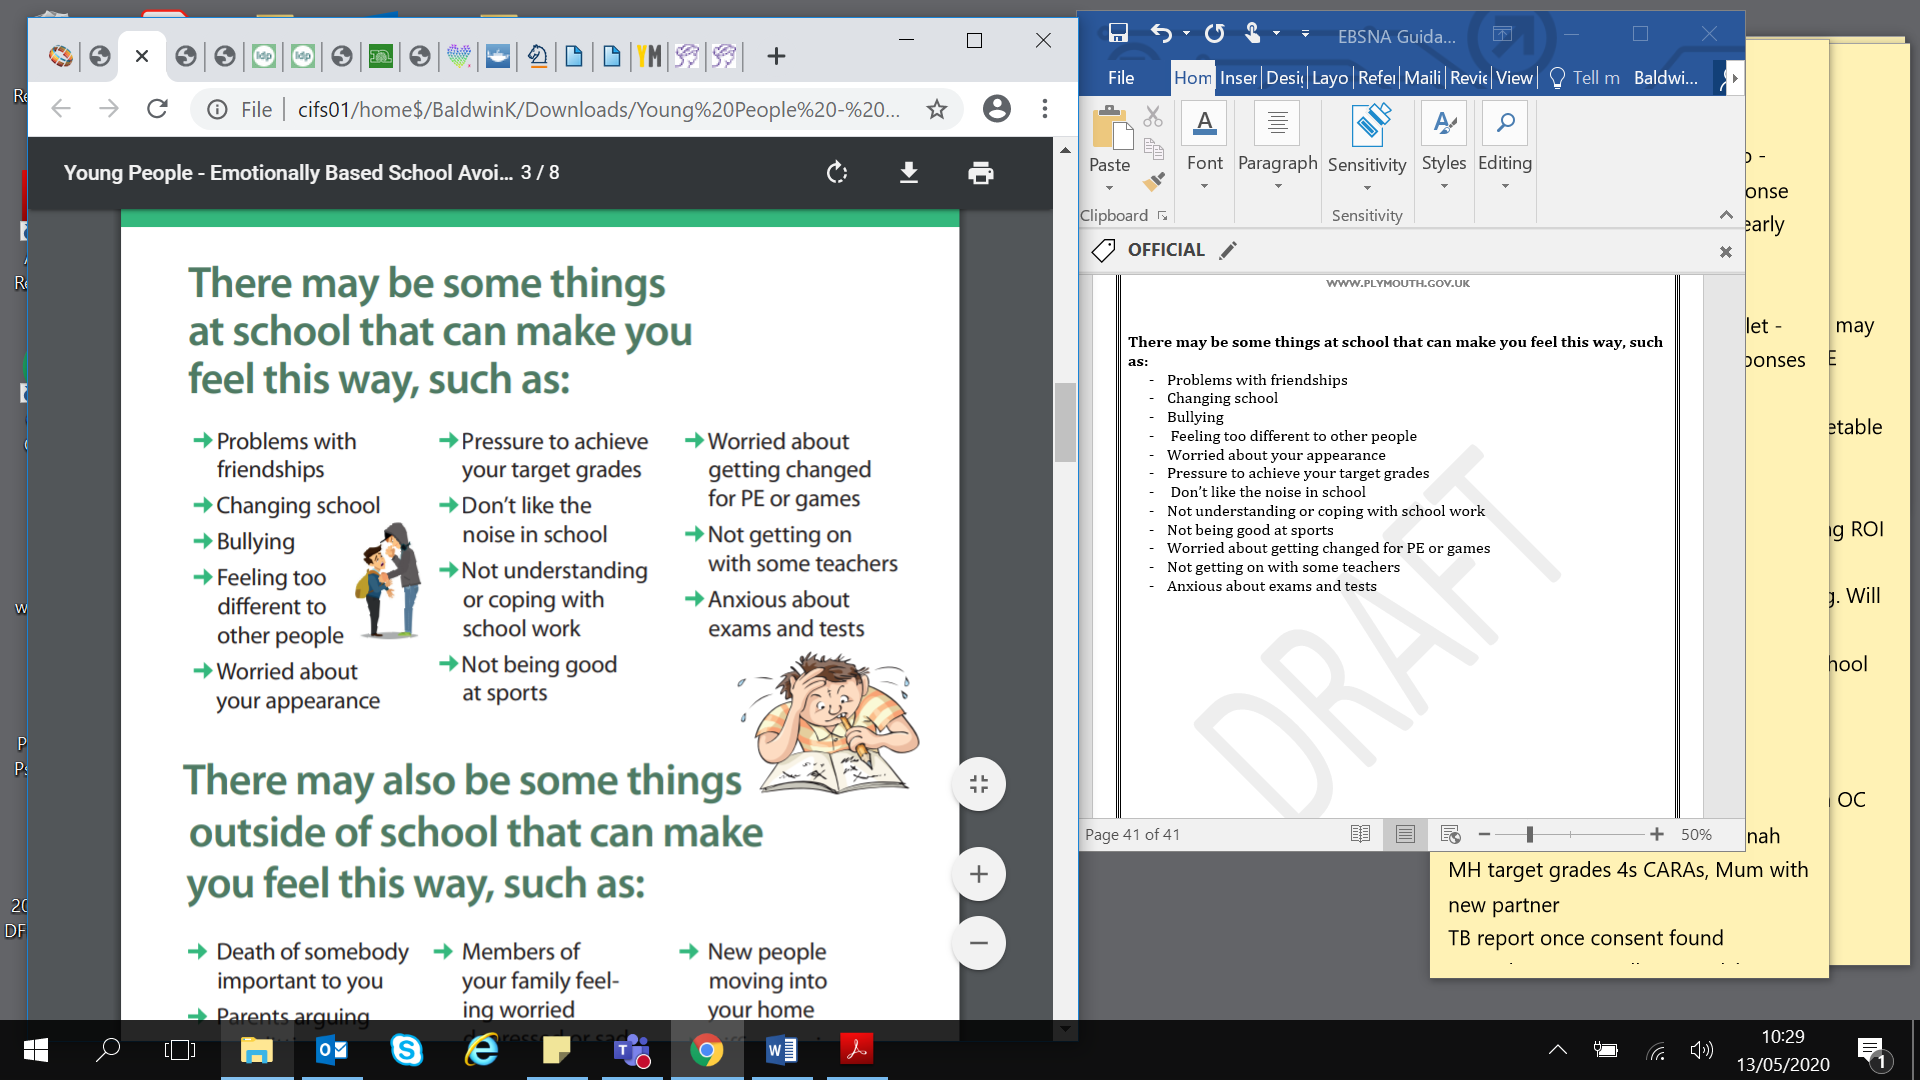 File
cifs01/home$/BaldwinK/Downloads/Young%20People%20-%20...
Young People - Emotionally Based School Avoi... 3 / 8
There may be some things
at school that can make you
feel this way, such as:
Problems with
friendships
Changing school
Bullying
Feeling too
different to
other people
Worried about
your appearance
Pressure to achieve
your target grades
Don't like the
noise in school
Not understanding
or coping with
school work
Not being good
at sports
Worried about
getting changed
for PE or games
Not getting on
with some teachers
Anxious about
exams and tests
There may also be some things
outside of school that can make
you feel this way, such as:
Death of somebody
important to you
Parents arguing
Members of
your family feel-
ing worried
New people
moving into
your home
EBSNA Guida...
File Hom Inser Desig Layo Refer Maili Revie View Tell m Baldwi...
Paste Font Paragraph Sensitivity Styles Editing
Clipboard Sensitivity
OFFICIAL
WWW.PLYMOUTH.GOV.UK
There may be some things at school that can make you feel this way, such
as:
- Problems with friendships
- Changing school
- Bullying
- Feeling too different to other people
- Worried about your appearance
- Pressure to achieve your target grades
- Don't like the noise in school
- Not understanding or coping with school work
- Not being good at sports
- Worried about getting changed for PE or games
- Not getting on with some teachers
- Anxious about exams and tests
DRAFT
Page 41 of 41
50%
onse
early
let -
may
ponses
E
etable
ng ROI
g. Will
hool
OC
nah
MH target grades 4s CARAs, Mum with
new partner
TB report once consent found
10:29
13/05/2020
1